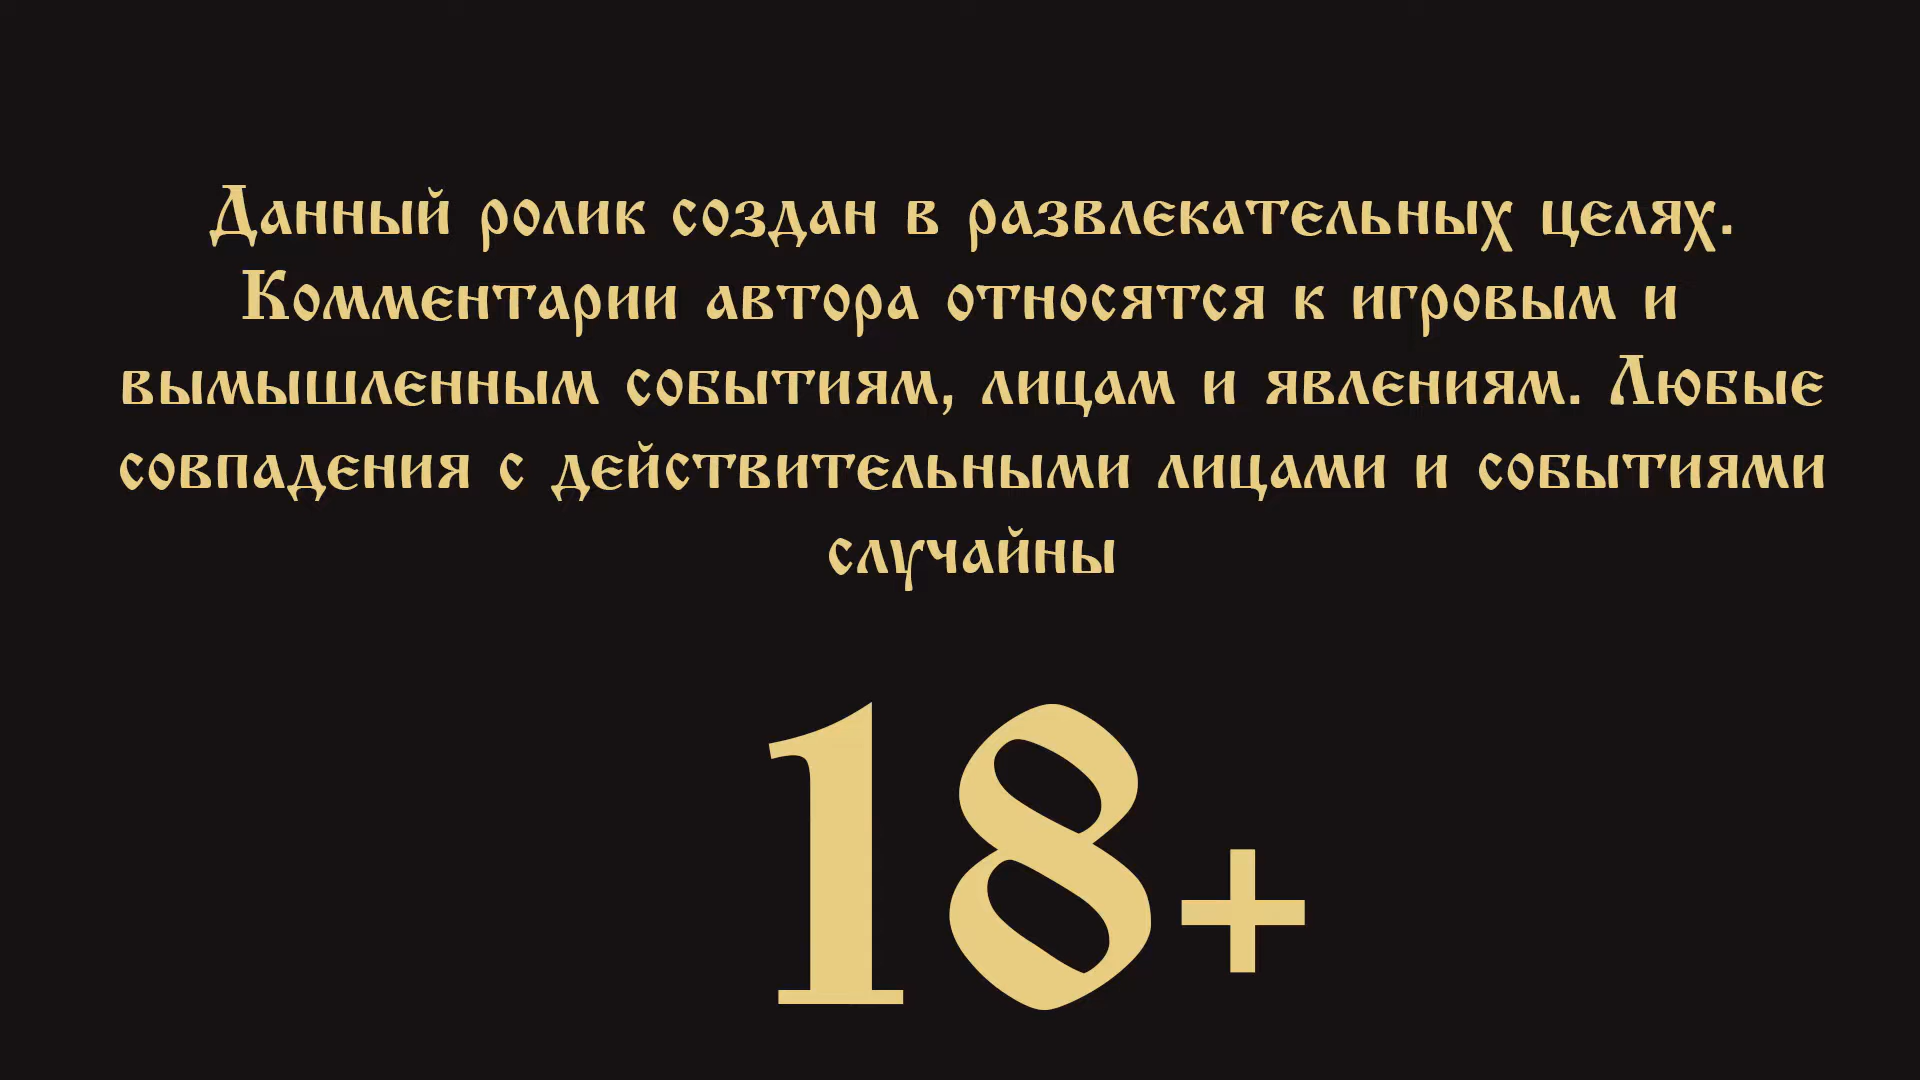 Данный ролик создан в развлекательных целях.
Комментарии автора относятся к игровым и
вымышленным событиям, лицам и явлениям. Любые
совпадения с действительными лицами и событиями
случайны
18+